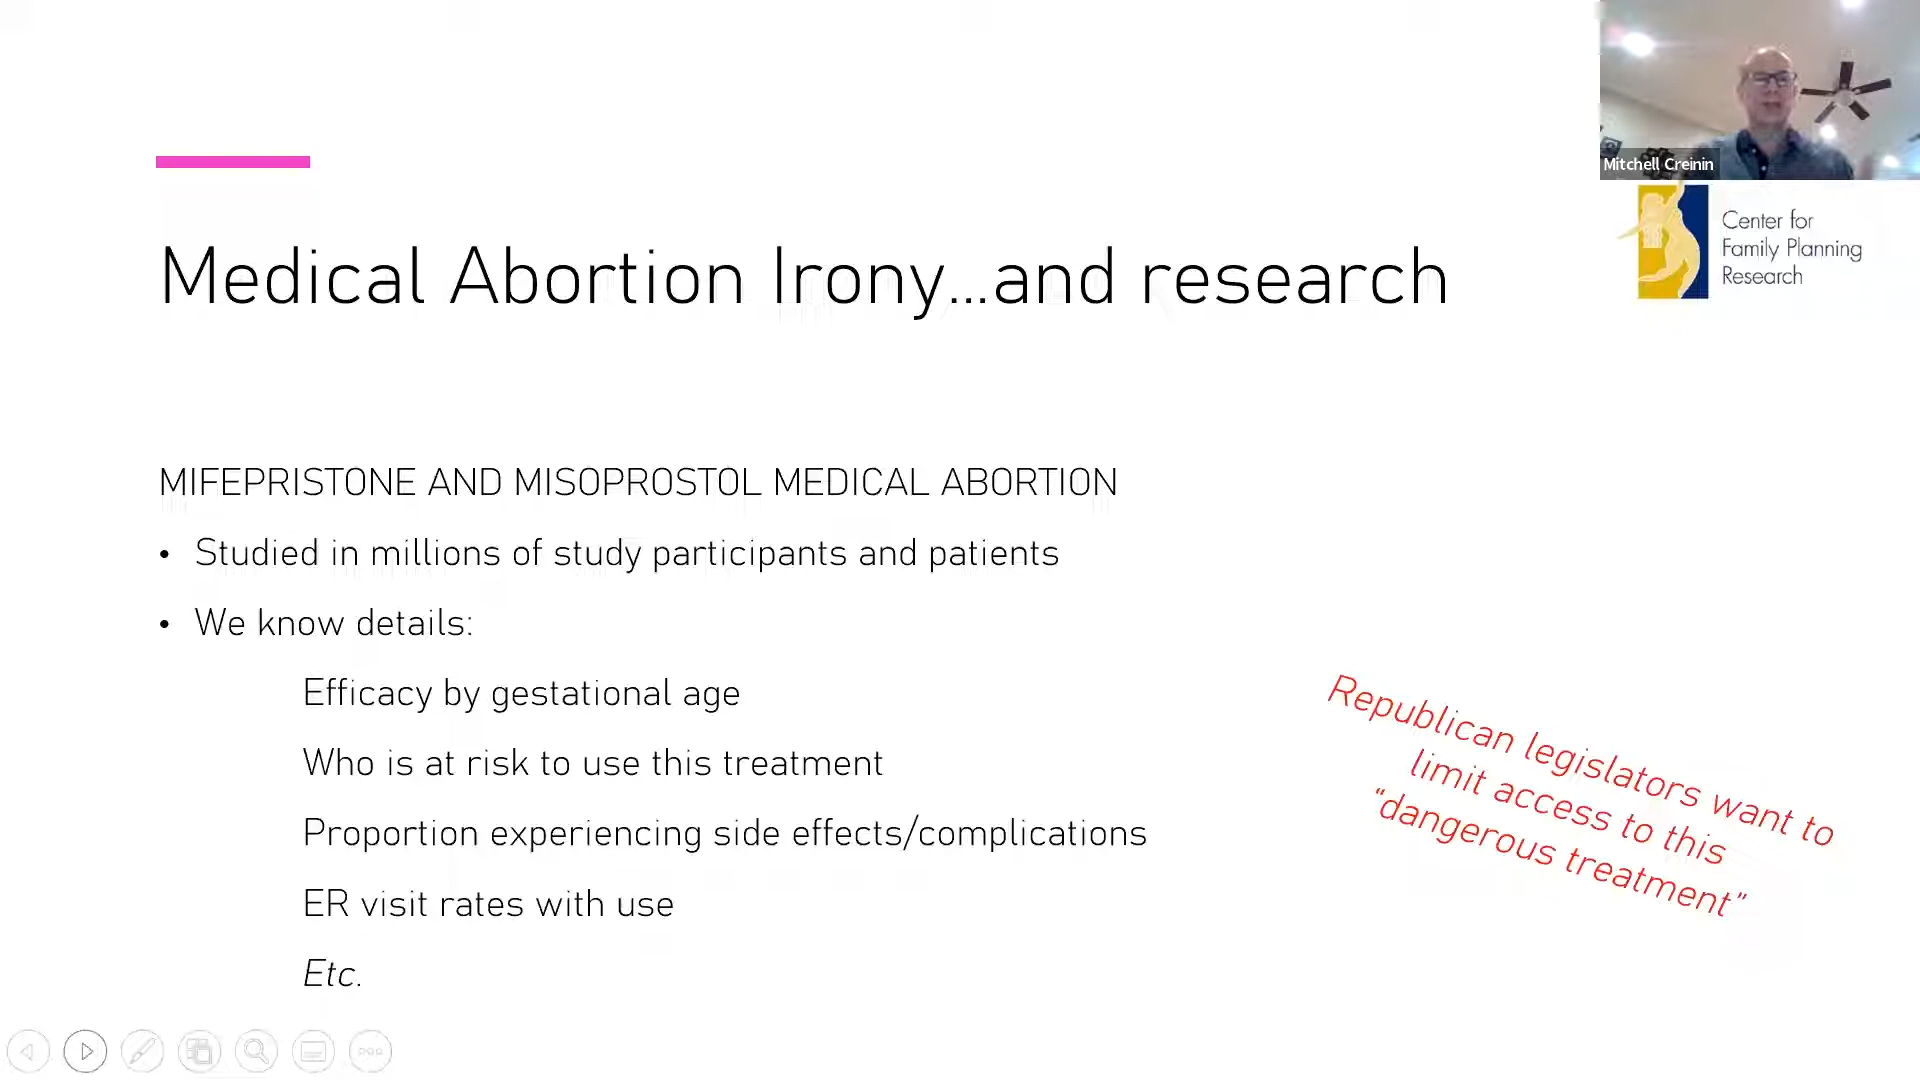 Mitchell Creinin
Center for
Family Planning
Research
Medical Abortion Irony...and research
MIFEPRISTONE AND MISOPROSTOL MEDICAL ABORTION
• Studied in millions of study participants and patients
• We know details:
Efficacy by gestational age
Who is at risk to use this treatment
Proportion experiencing side effects/complications
ER visit rates with use
Etc.
Republican legislators want to
limit access to this
“dangerous treatment”